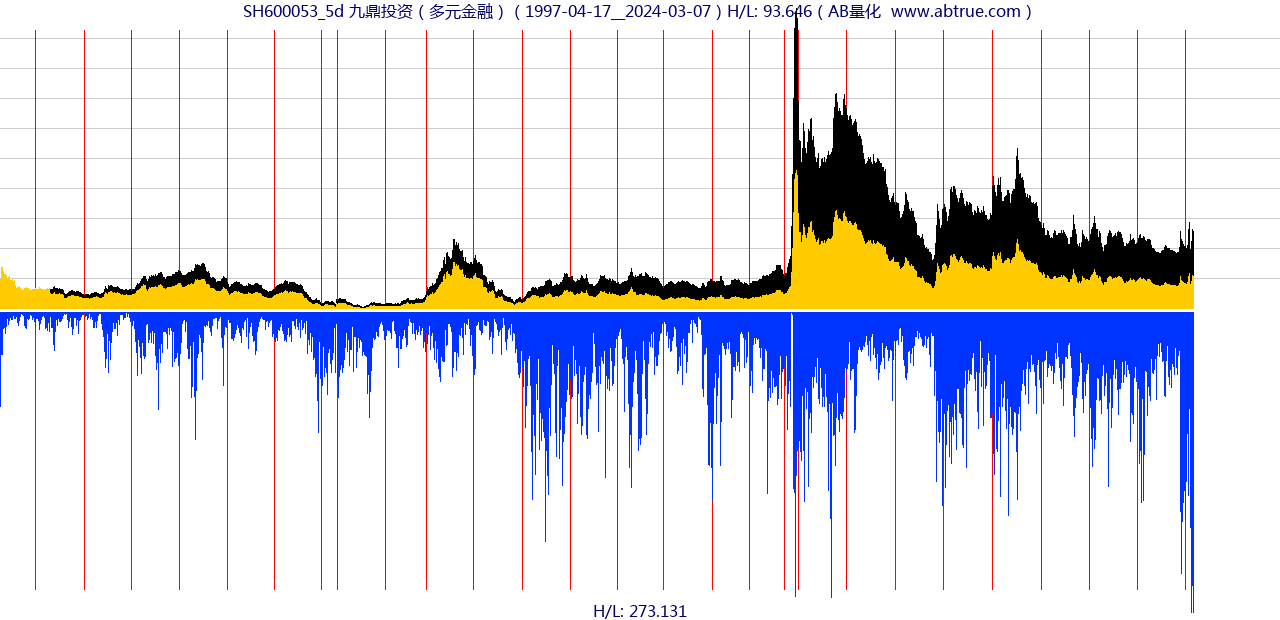 SH600053_5d 九鼎投资 ( 多元金融 ) ( 1997-04-17__2024-03-07 ) H/L: 93.646 ( AB量化  www.abtrue.com )
H/L: 273.131